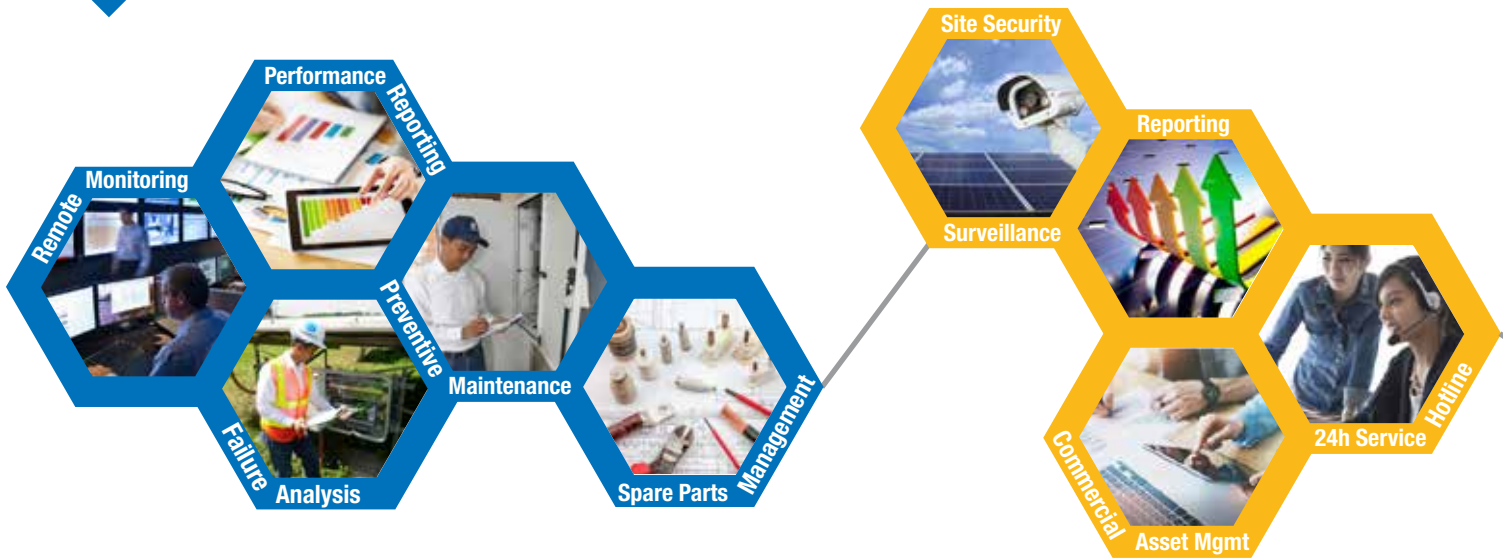 Remote
Monitoring
Performance
Reporting
Failure
Analysis
Preventive
Maintenance
Spare Parts
Management
Site Security
Surveillance
Reporting
Commercial
Asset Mgmt
24h Service
Hotline